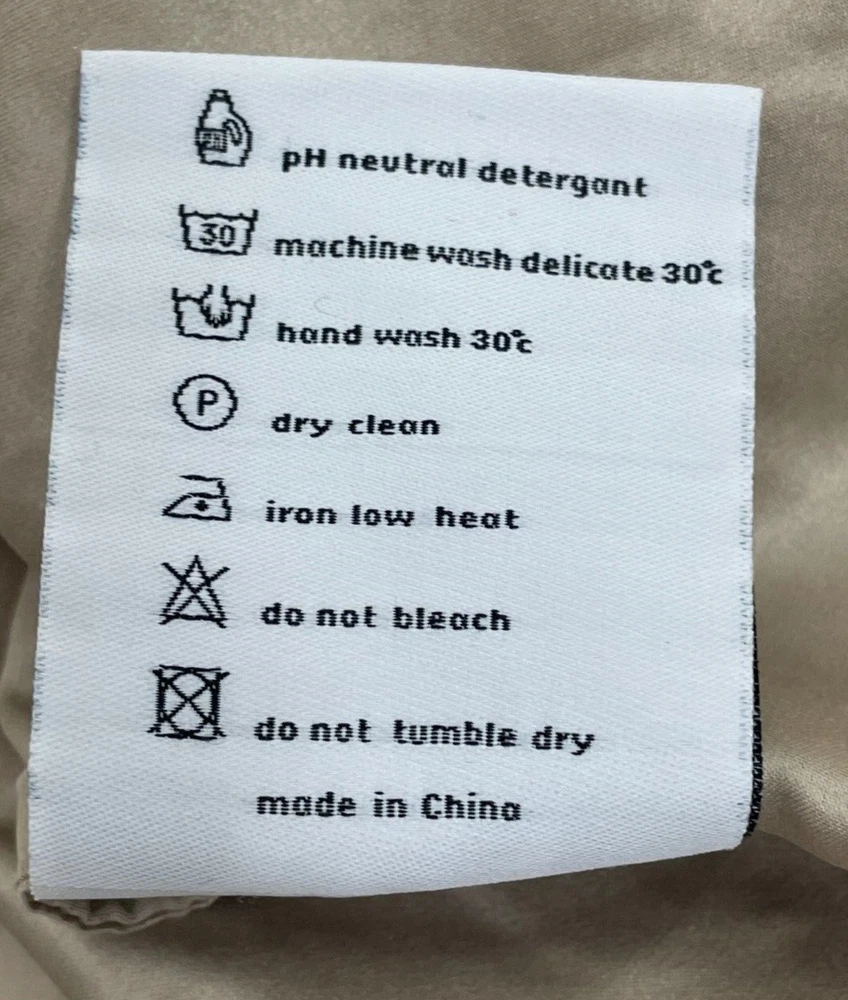 pH neutral detergant
30 machine wash delicate 30℃
hand wash 30℃
P dry clean
iron low heat
do not bleach
do not tumble dry
made in China